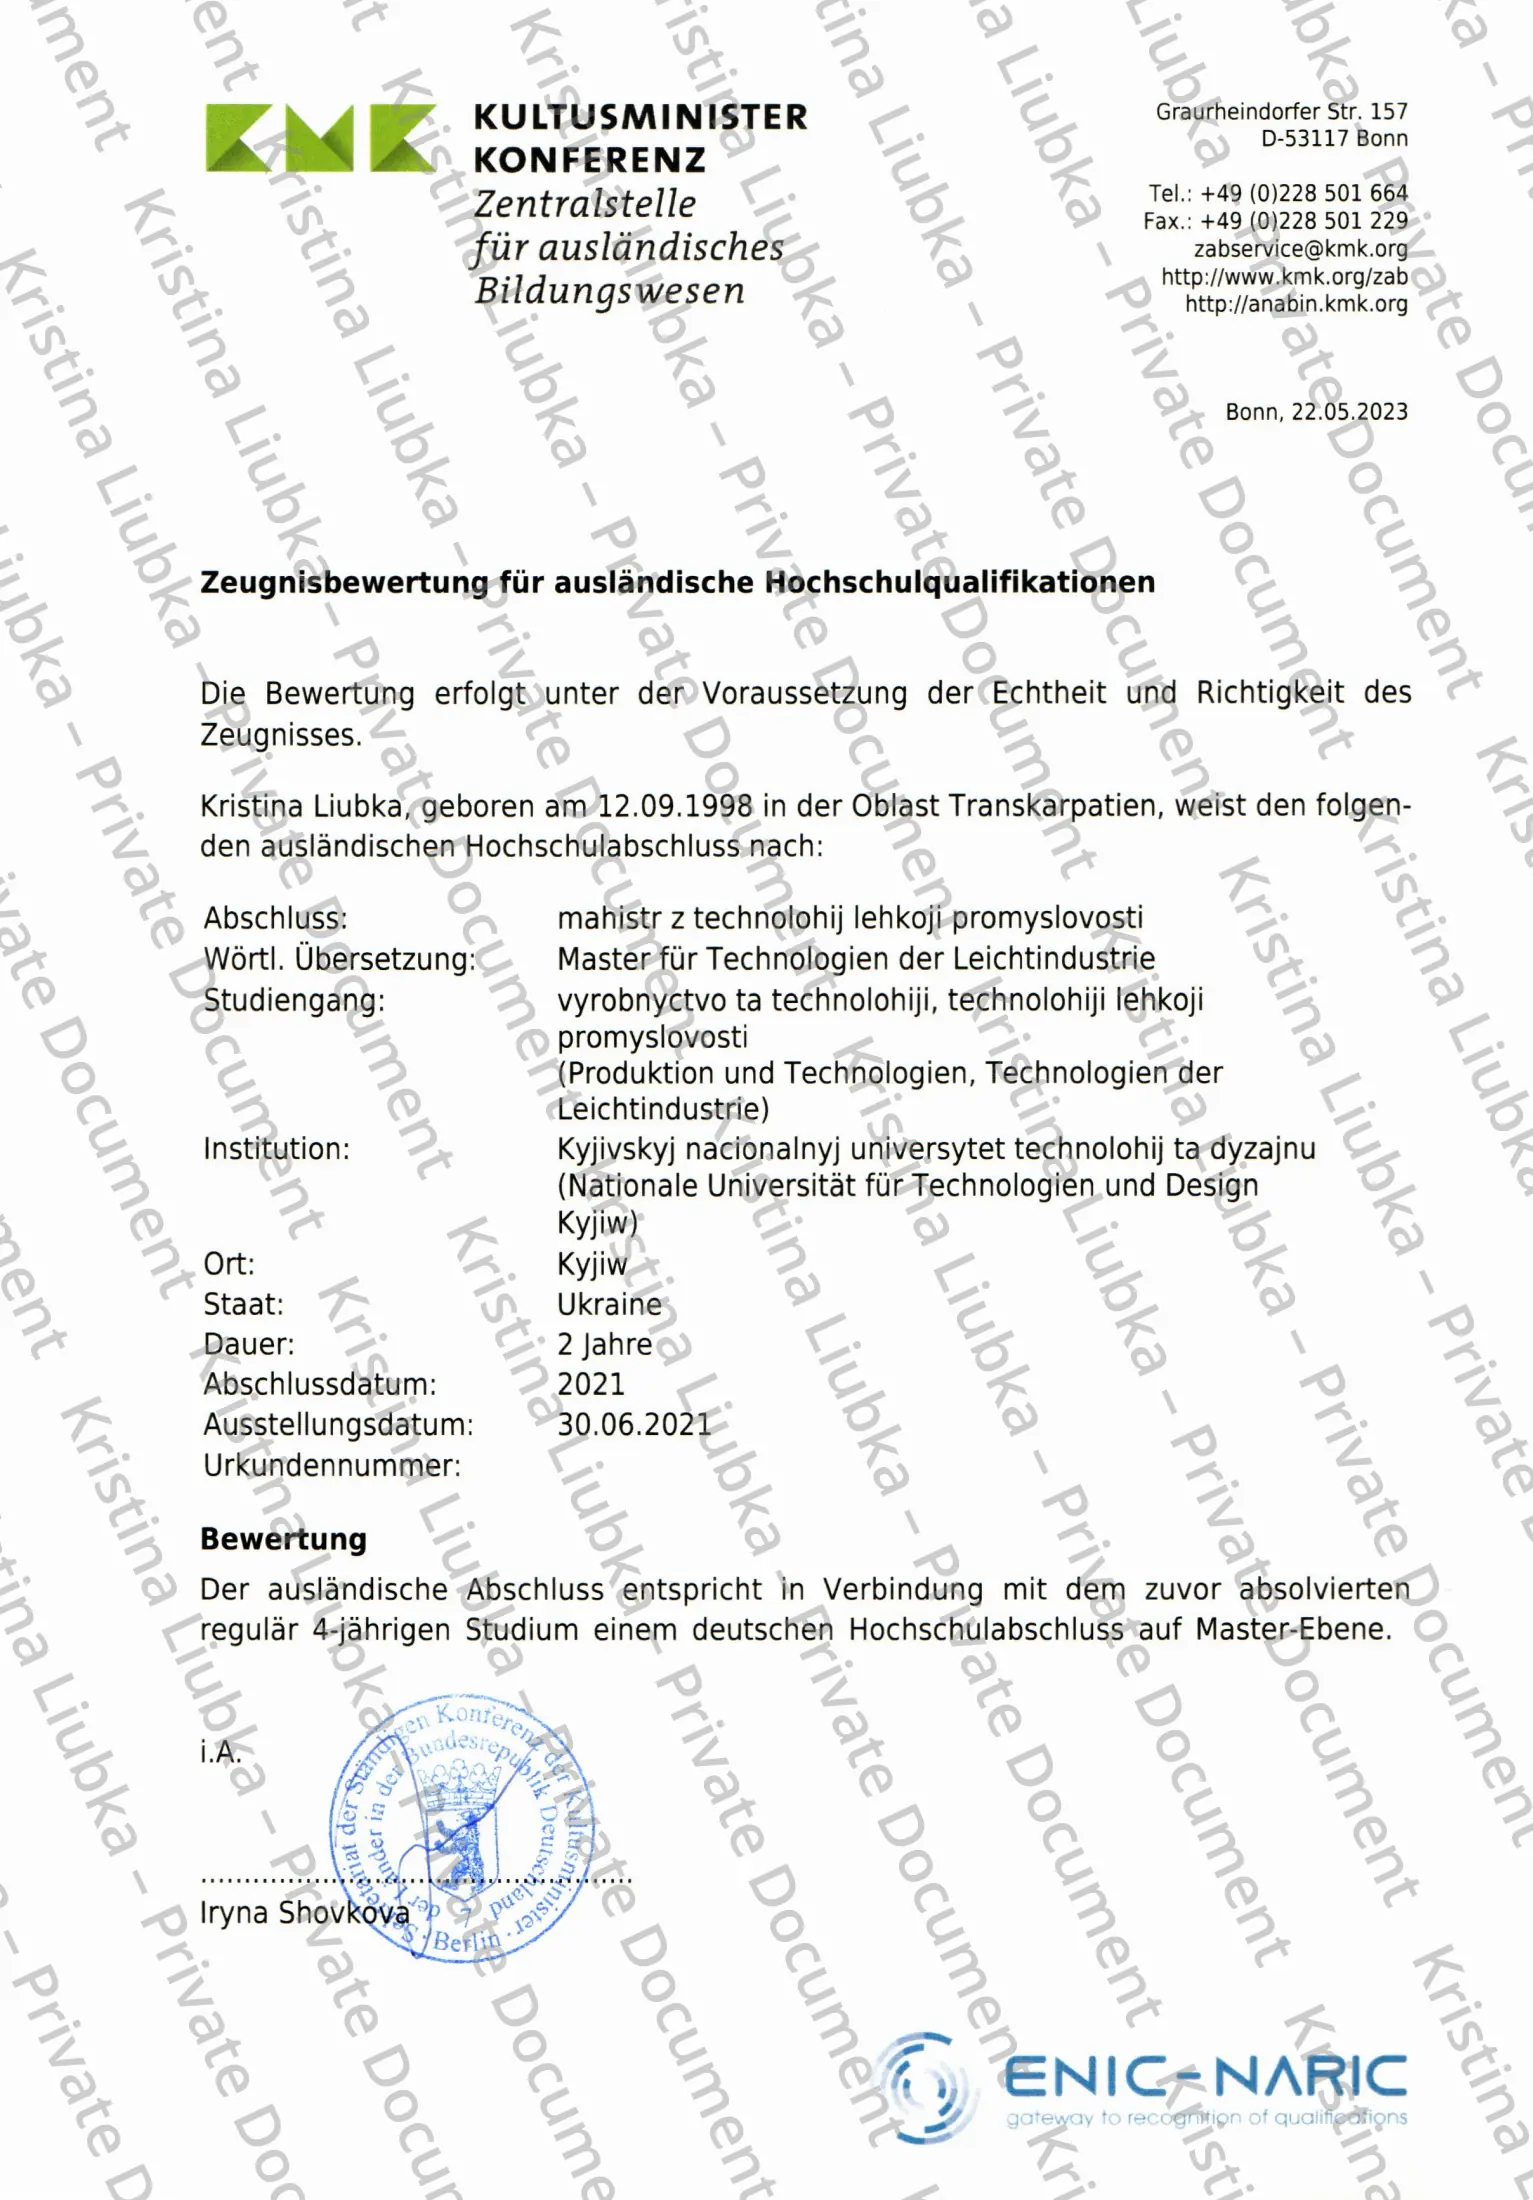 KMK
KULTUSMINISTER
KONFERENZ
Zentralstelle
für ausländisches
Bildungswesen
Graurheindorfer Str. 157
D-53117 Bonn
Tel.: +49 (0)228 501 664
Fax.: +49 (0)228 501 229
zabservice@kmk.org
http://www.kmk.org/zab
http://anabin.kmk.org
Bonn, 22.05.2023
Zeugnisbewertung für ausländische Hochschulqualifikationen
Die Bewertung erfolgt unter der Voraussetzung der Echtheit und Richtigkeit des
Zeugnisses.
Kristina Liubka, geboren am 12.09.1998 in der Oblast Transkarpatien, weist den folgen-
den ausländischen Hochschulabschluss nach:
Abschluss: mahistr z technolohij lehkoji promyslovosti
Wörtl. Übersetzung: Master für Technologien der Leichtindustrie
Studiengang: vyrobnyctvo ta technolohiji, technolohiji lehkoji
promyslovosti
(Produktion und Technologien, Technologien der
Leichtindustrie)
Institution: Kyjivskyj nacionalnyj universytet technolohij ta dyzajnu
(Nationale Universität für Technologien und Design
Kyjiw)
Ort: Kyjiw
Staat: Ukraine
Dauer: 2 Jahre
Abschlussdatum: 2021
Ausstellungsdatum: 30.06.2021
Urkundennummer:
Bewertung
Der ausländische Abschluss entspricht in Verbindung mit dem zuvor absolvierten
regulär 4-jährigen Studium einem deutschen Hochschulabschluss auf Master-Ebene.
i.A.
Sekretariat der Ständigen Konferenz der Kultusminister · Berlin ·
der Länder in der Bundesrepublik Deutschland
7
Iryna Shovkova
ENIC-NARIC
gateway to recognition of qualifications
Kristina Liubka – Private Document